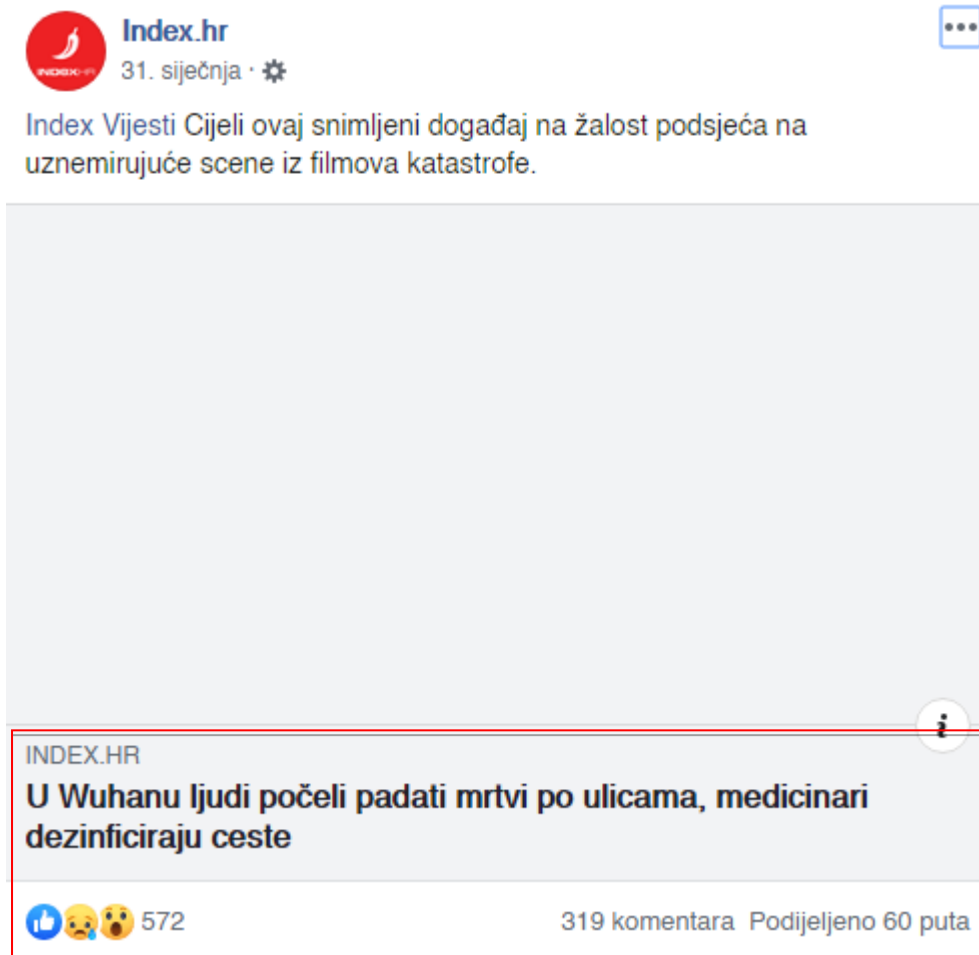 Index.hr
31. siječnja ·
INDEXHR
Index Vijesti Cijeli ovaj snimljeni događaj na žalost podsjeća na
uznemirujuće scene iz filmova katastrofe.
i
INDEX.HR
U Wuhanu ljudi počeli padati mrtvi po ulicama, medicinari
dezinficiraju ceste
572 319 komentara Podijeljeno 60 puta